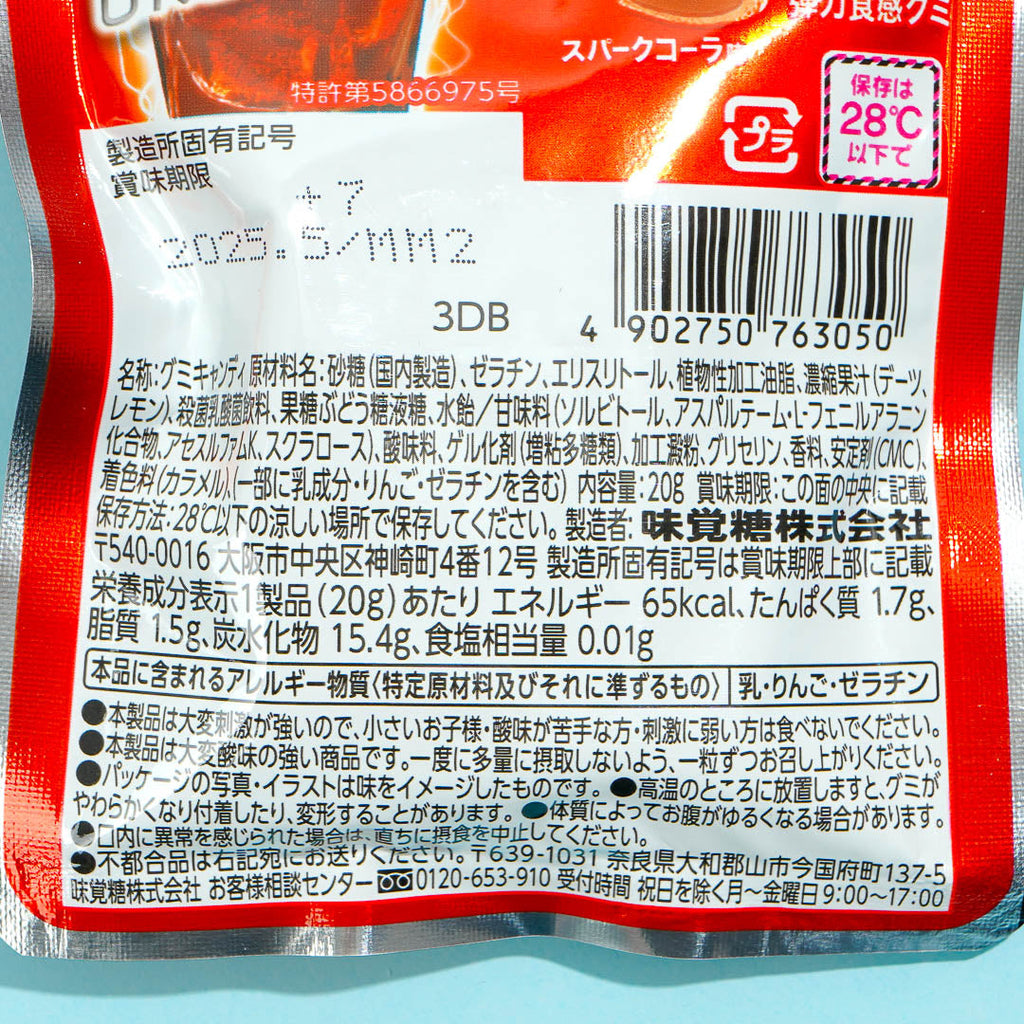 弾力食感グミ
スパークコーラ味
特許第5866975号
保存は
28℃
以下で
プラ
製造所固有記号
賞味期限
+7
2025.5/MM2
3DB
4 902750 763050
名称:グミキャンディ 原材料名:砂糖(国内製造)、ゼラチン、エリスリトール、植物性加工油脂、濃縮果汁(デーツ、
レモン)、殺菌乳酸菌飲料、果糖ぶどう糖液糖、水飴/甘味料(ソルビトール、アスパルテーム・L-フェニルアラニン
化合物、アセスルファムK、スクラロース)、酸味料、ゲル化剤(増粘多糖類)、加工澱粉、グリセリン、香料、安定剤(CMC)、
着色料(カラメル)、(一部に乳成分・りんご・ゼラチンを含む) 内容量:20g 賞味期限:この面の中央に記載
保存方法:28℃以下の涼しい場所で保存してください。製造者:味覚糖株式会社
〒540-0016 大阪市中央区神崎町4番12号 製造所固有記号は賞味期限上部に記載
栄養成分表示1製品(20g)あたり エネルギー 65kcal、たんぱく質 1.7g、
脂質 1.5g、炭水化物 15.4g、食塩相当量 0.01g
本品に含まれるアレルギー物質〈特定原材料及びそれに準ずるもの〉 乳・りんご・ゼラチン
●本製品は大変刺激が強いので、小さいお子様・酸味が苦手な方・刺激に弱い方は食べないでください。
●本製品は大変酸味の強い商品です。一度に多量に摂取しないよう、一粒ずつお召し上がりください。
●パッケージの写真・イラストは味をイメージしたものです。●高温のところに放置しますと、グミが
やわらかくなり付着したり、変形することがあります。●体質によってお腹がゆるくなる場合があります。
●口内に異常を感じられた場合は、直ちに摂食を中止してください。
●不都合品は右記宛にお送りください。〒639-1031 奈良県大和郡山市今国府町137-5
味覚糖株式会社 お客様相談センター 0120-653-910 受付時間 祝日を除く月〜金曜日9:00〜17:00